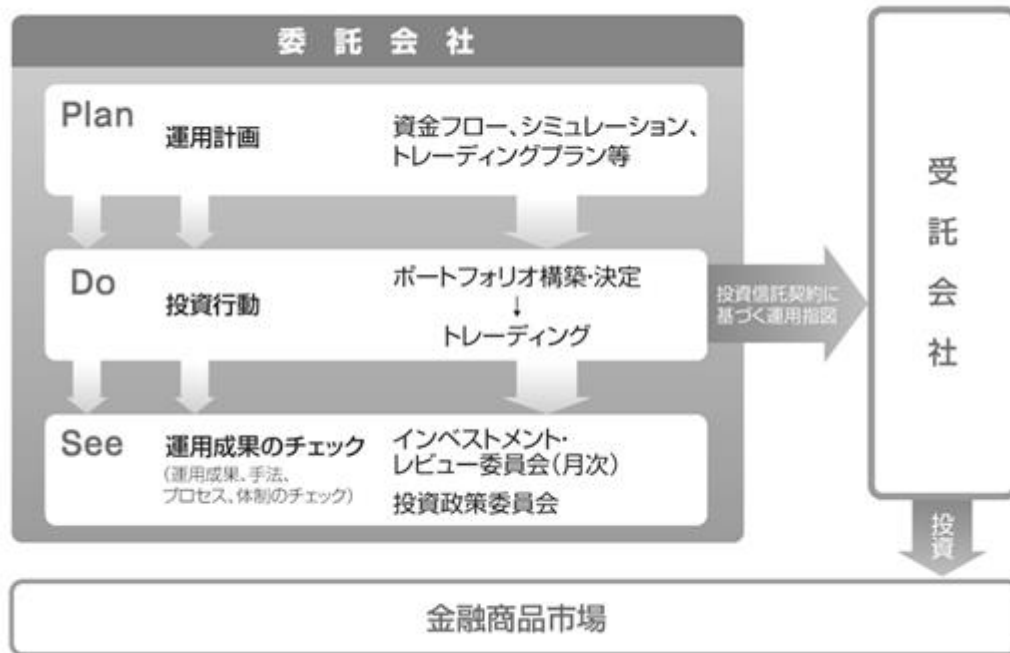 委託会社
Plan
運用計画
資金フロー、シミュレーション、
トレーディングプラン等
Do
投資行動
ポートフォリオ構築・決定
↓
トレーディング
See
運用成果のチェック
(運用成果、手法、
プロセス、体制のチェック)
インベストメント・
レビュー委員会(月次)
投資政策委員会
投資信託契約に
基づく運用指図
受託会社
投資
金融商品市場